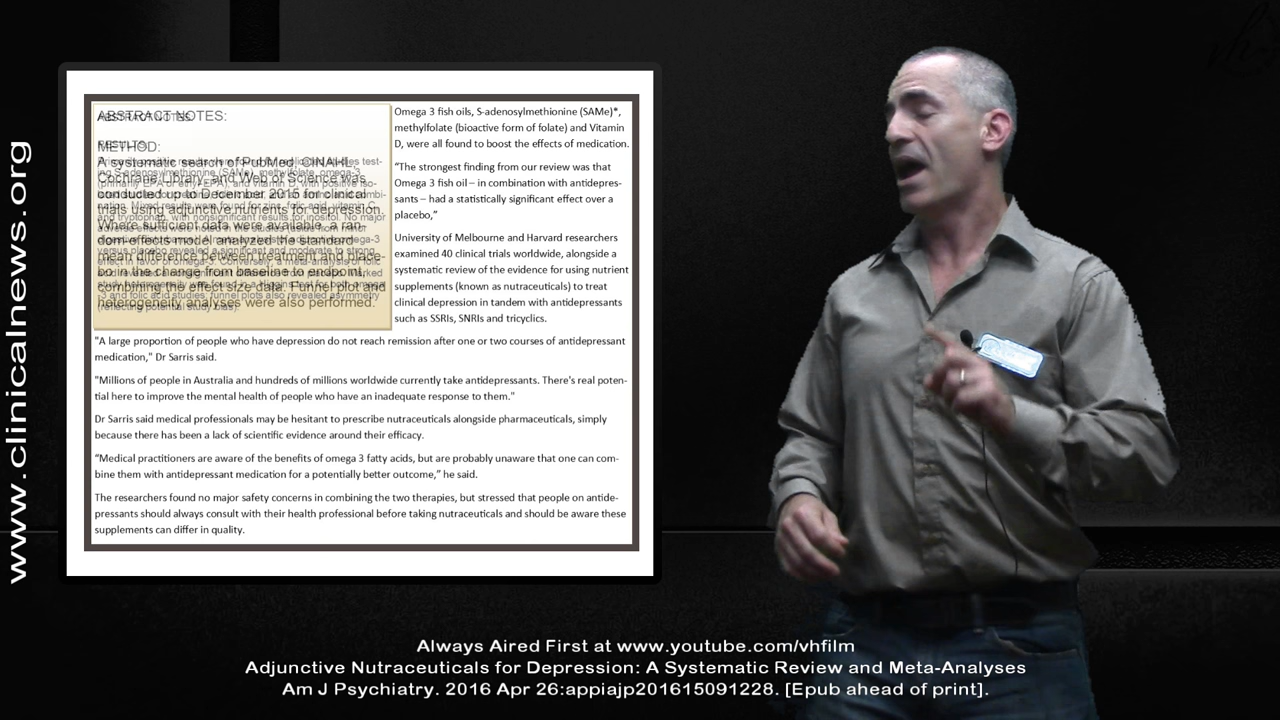 www.clinicalnews.org
ABSTRACT NOTES:
METHOD:
A systematic search of PubMed, CINAHL,
Cochrane Library, and Web of Science was
conducted up to December 2015 for clinical
trials using adjunctive nutrients for depression.
Where sufficient data were available, a ran-
dom-effects model analyzed the standard
mean difference between treatment and place-
bo in the change from baseline to endpoint,
combining the effect size data. Funnel plot and
heterogeneity analyses were also performed.
(reflecting potential study bias).
Omega 3 fish oils, S-adenosylmethionine (SAMe)*,
methylfolate (bioactive form of folate) and Vitamin
D, were all found to boost the effects of medication.
“The strongest finding from our review was that
Omega 3 fish oil – in combination with antidepres-
sants – had a statistically significant effect over a
placebo,”
University of Melbourne and Harvard researchers
examined 40 clinical trials worldwide, alongside a
systematic review of the evidence for using nutrient
supplements (known as nutraceuticals) to treat
clinical depression in tandem with antidepressants
such as SSRIs, SNRIs and tricyclics.
"A large proportion of people who have depression do not reach remission after one or two courses of antidepressant
medication," Dr Sarris said.
"Millions of people in Australia and hundreds of millions worldwide currently take antidepressants. There's real poten-
tial here to improve the mental health of people who have an inadequate response to them."
Dr Sarris said medical professionals may be hesitant to prescribe nutraceuticals alongside pharmaceuticals, simply
because there has been a lack of scientific evidence around their efficacy.
“Medical practitioners are aware of the benefits of omega 3 fatty acids, but are probably unaware that one can com-
bine them with antidepressant medication for a potentially better outcome,” he said.
The researchers found no major safety concerns in combining the two therapies, but stressed that people on antide-
pressants should always consult with their health professional before taking nutraceuticals and should be aware these
supplements can differ in quality.
Always Aired First at www.youtube.com/vhfilm
Adjunctive Nutraceuticals for Depression: A Systematic Review and Meta-Analyses
Am J Psychiatry. 2016 Apr 26:appiajp201615091228. [Epub ahead of print].